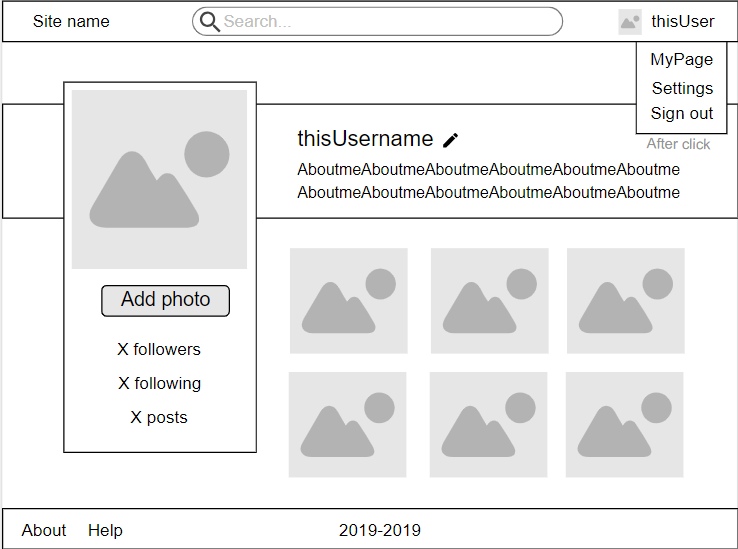 Site name
Search...
thisUser
MyPage
Settings
Sign out
After click
thisUsername
AboutmeAboutmeAboutmeAboutmeAboutmeAboutme
AboutmeAboutmeAboutmeAboutmeAboutmeAboutme
Add photo
X followers
X following
X posts
About
Help
2019-2019